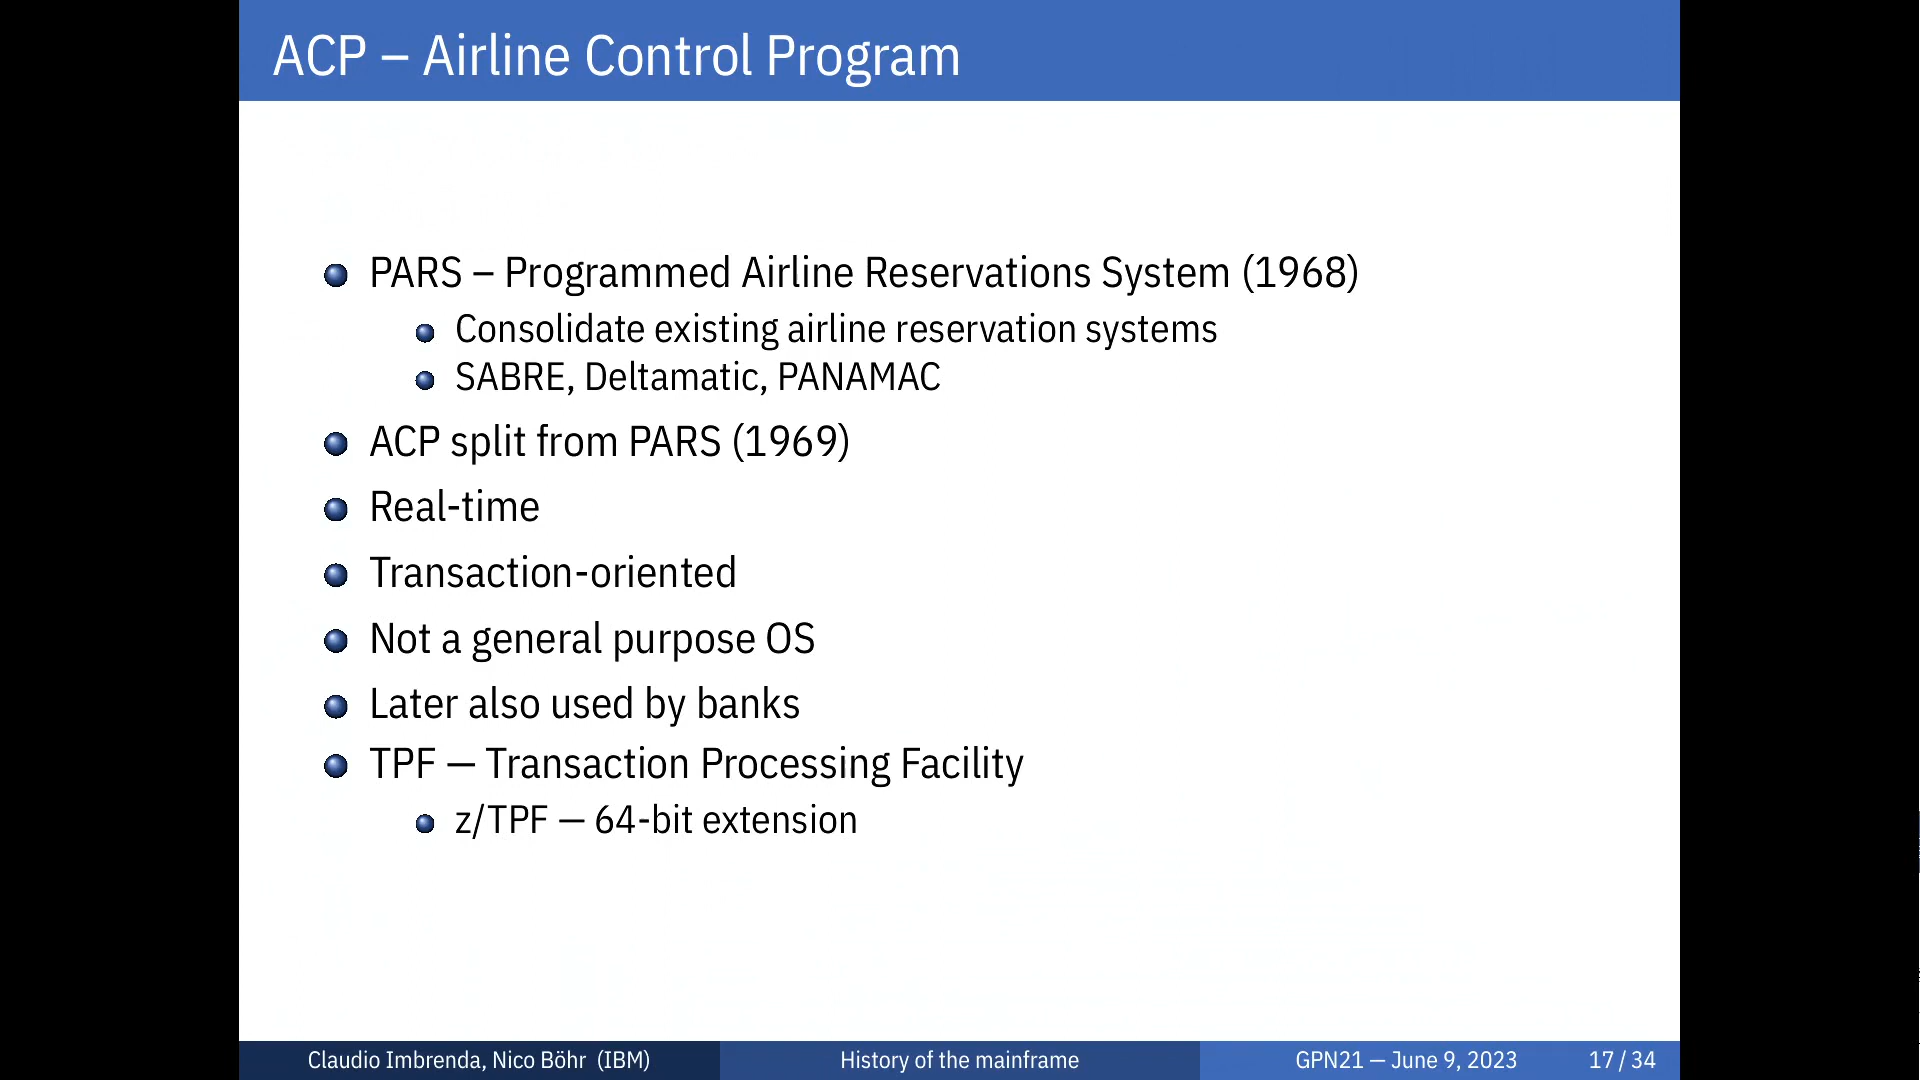 ACP – Airline Control Program
PARS – Programmed Airline Reservations System (1968)
Consolidate existing airline reservation systems
SABRE, Deltamatic, PANAMAC
ACP split from PARS (1969)
Real-time
Transaction-oriented
Not a general purpose OS
Later also used by banks
TPF — Transaction Processing Facility
z/TPF — 64-bit extension
Claudio Imbrenda, Nico Böhr (IBM)
History of the mainframe
GPN21 — June 9, 2023
17 / 34